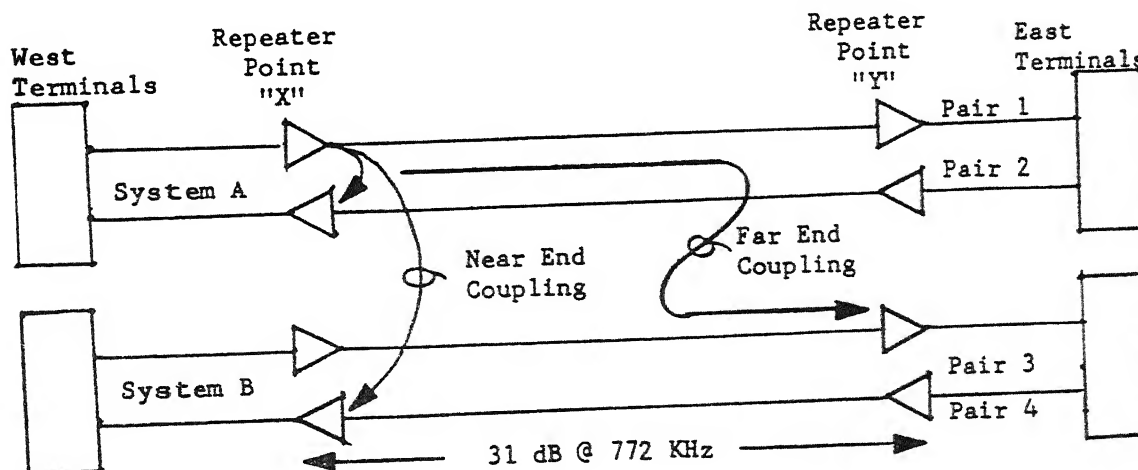 West
Terminals
Repeater
Point
"X"
Repeater
Point
"Y"
East
Terminals
Pair 1
Pair 2
System A
Near End
Coupling
Far End
Coupling
System B
Pair 3
Pair 4
31 dB @ 772 KHz